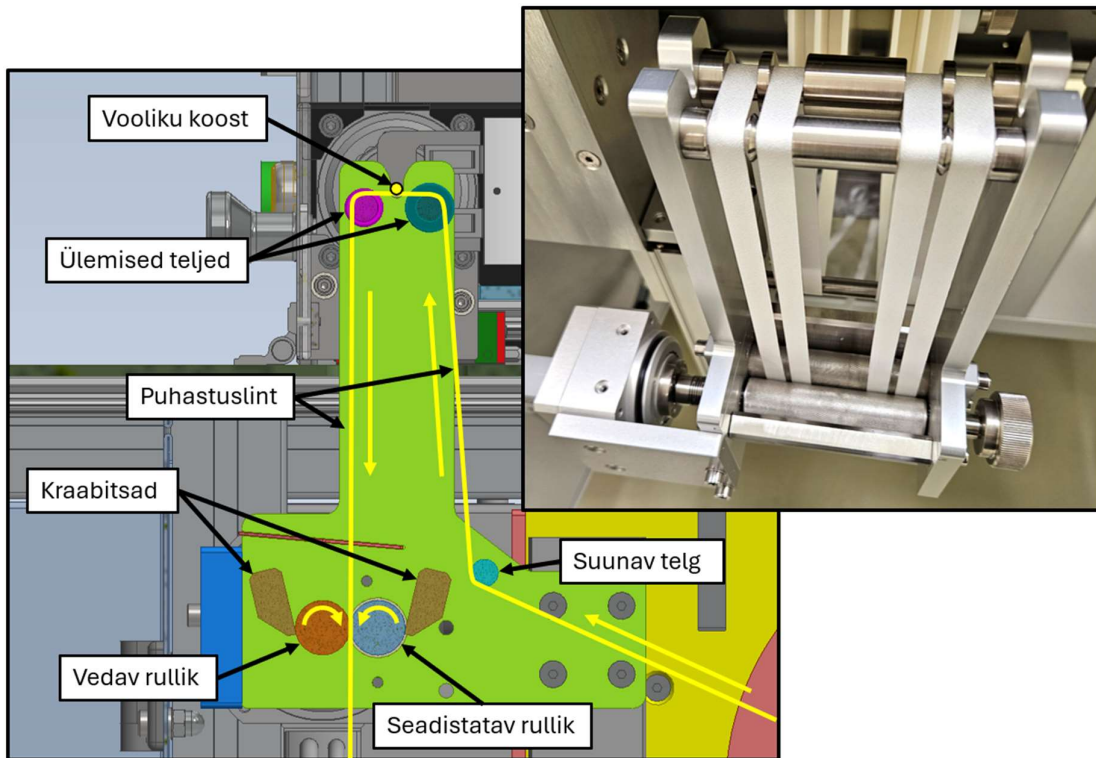 Vooliku koost
Ülemised teljed
Puhastuslint
Kraabitsad
Suunav telg
Vedav rullik
Seadistatav rullik